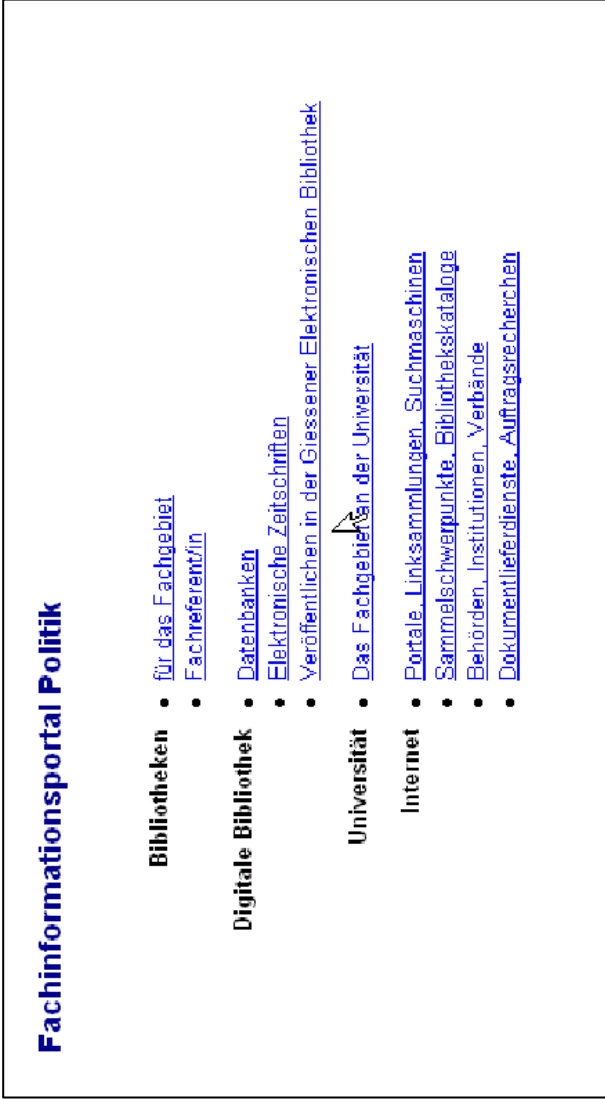 Fachinformationsportal Politik
Bibliotheken • für das Fachgebiet
• Fachreferent/in
Digitale Bibliothek • Datenbanken
• Elektronische Zeitschriften
• Veröffentlichen in der Giessener Elektronischen Bibliothek
Universität • Das Fachgebiet an der Universität
Internet • Portale, Linksammlungen, Suchmaschinen
• Sammelschwerpunkte, Bibliothekskataloge
• Behörden, Institutionen, Verbände
• Dokumentlieferdienste, Auftragsrecherchen